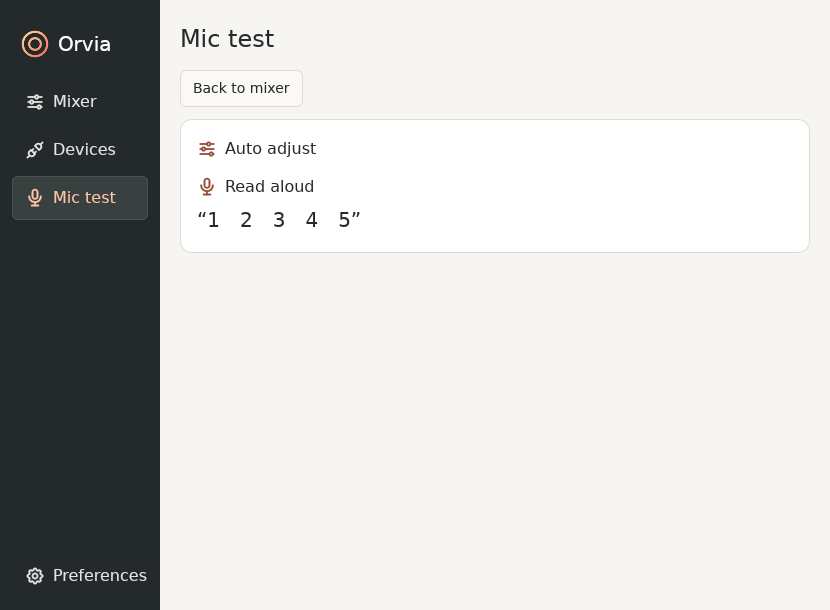 Orvia
Mixer
Devices
Mic test
Preferences
Mic test
Back to mixer
Auto adjust
Read aloud
“1 2 3 4 5”